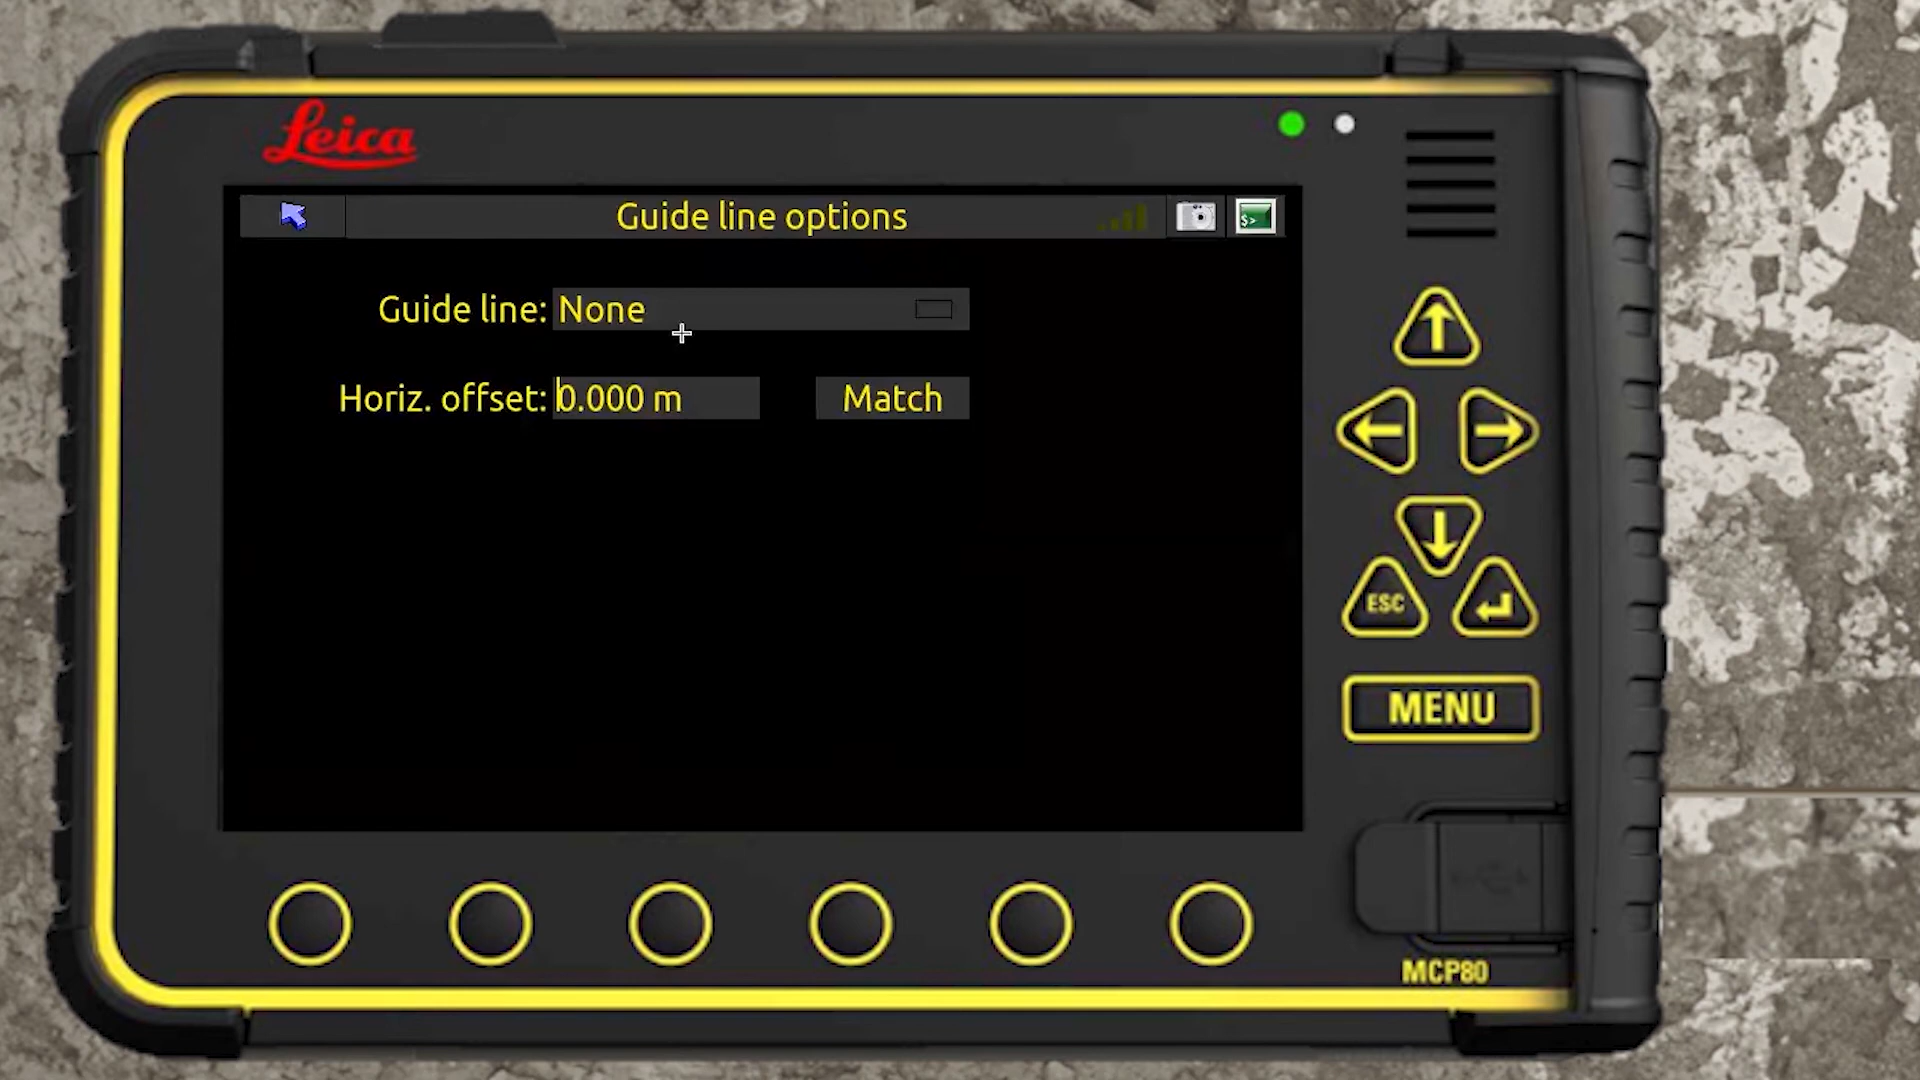 Leica
Guide line options
$>
Guide line: None
Horiz. offset: 0.000 m Match
ESC
MENU
MCP80